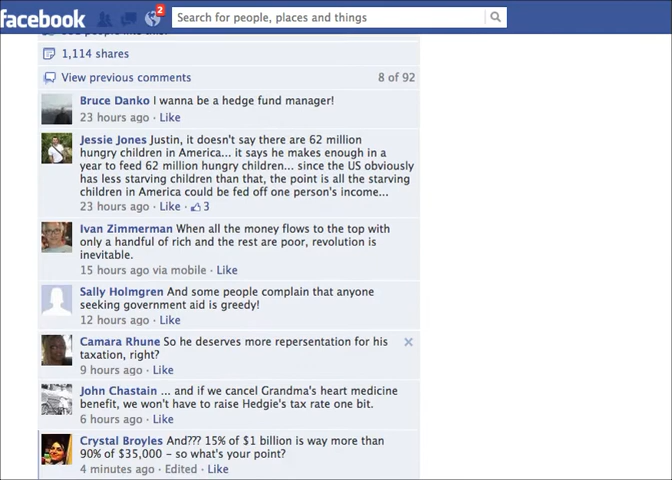 facebook
2
Search for people, places and things
1,114 shares
View previous comments 8 of 92
Bruce Danko I wanna be a hedge fund manager!
23 hours ago · Like
Jessie Jones Justin, it doesn't say there are 62 million
hungry children in America... it says he makes enough in a
year to feed 62 million hungry children... since the US obviously
has less starving children than that, the point is all the starving
children in America could be fed off one person's income...
23 hours ago · Like · 3
Ivan Zimmerman When all the money flows to the top with
only a handful of rich and the rest are poor, revolution is
inevitable.
15 hours ago via mobile · Like
Sally Holmgren And some people complain that anyone
seeking government aid is greedy!
12 hours ago · Like
Camara Rhune So he deserves more repersentation for his
taxation, right?
9 hours ago · Like
John Chastain ... and if we cancel Grandma's heart medicine
benefit, we won't have to raise Hedgie's tax rate one bit.
6 hours ago · Like
Crystal Broyles And??? 15% of $1 billion is way more than
90% of $35,000 – so what's your point?
4 minutes ago · Edited · Like